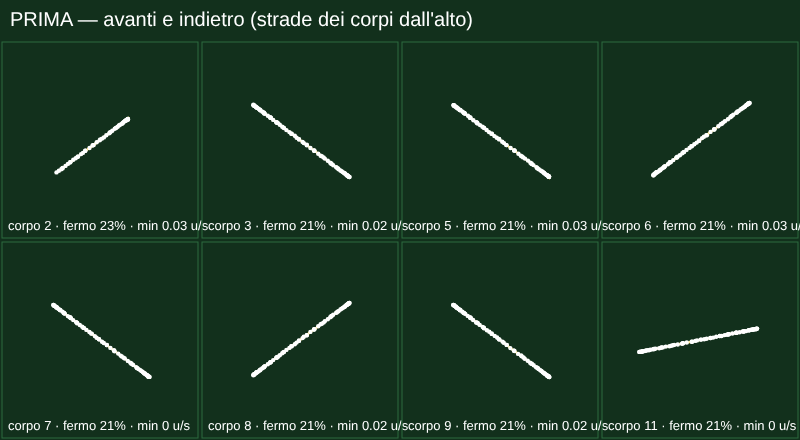 PRIMA — avanti e indietro (strade dei corpi dall'alto)
corpo 2 · fermo 23% · min 0.03 u/s
corpo 3 · fermo 21% · min 0.02 u/s
corpo 5 · fermo 21% · min 0.03 u/s
corpo 6 · fermo 21% · min 0.03 u/s
corpo 7 · fermo 21% · min 0 u/s
corpo 8 · fermo 21% · min 0.02 u/s
corpo 9 · fermo 21% · min 0.02 u/s
corpo 11 · fermo 21% · min 0 u/s